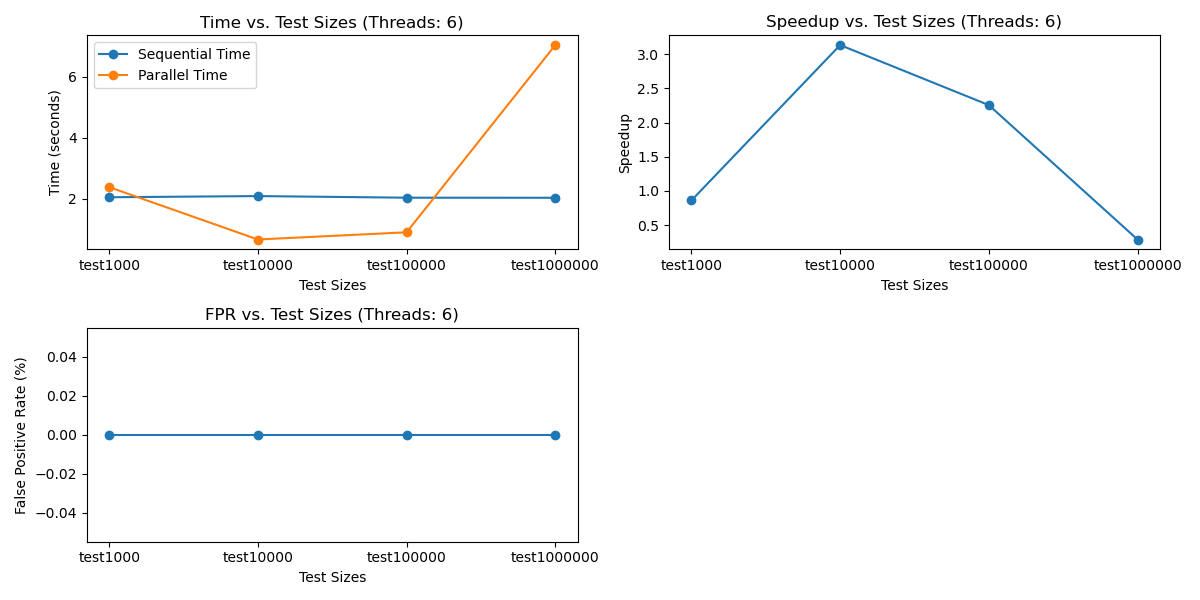 Time vs. Test Sizes (Threads: 6)
Sequential Time
Parallel Time
Time (seconds)
6
4
2
test1000 test10000 test100000 test1000000
Test Sizes
Speedup vs. Test Sizes (Threads: 6)
Speedup
3.0
2.5
2.0
1.5
1.0
0.5
test1000 test10000 test100000 test1000000
Test Sizes
FPR vs. Test Sizes (Threads: 6)
False Positive Rate (%)
0.04
0.02
0.00
−0.02
−0.04
test1000 test10000 test100000 test1000000
Test Sizes